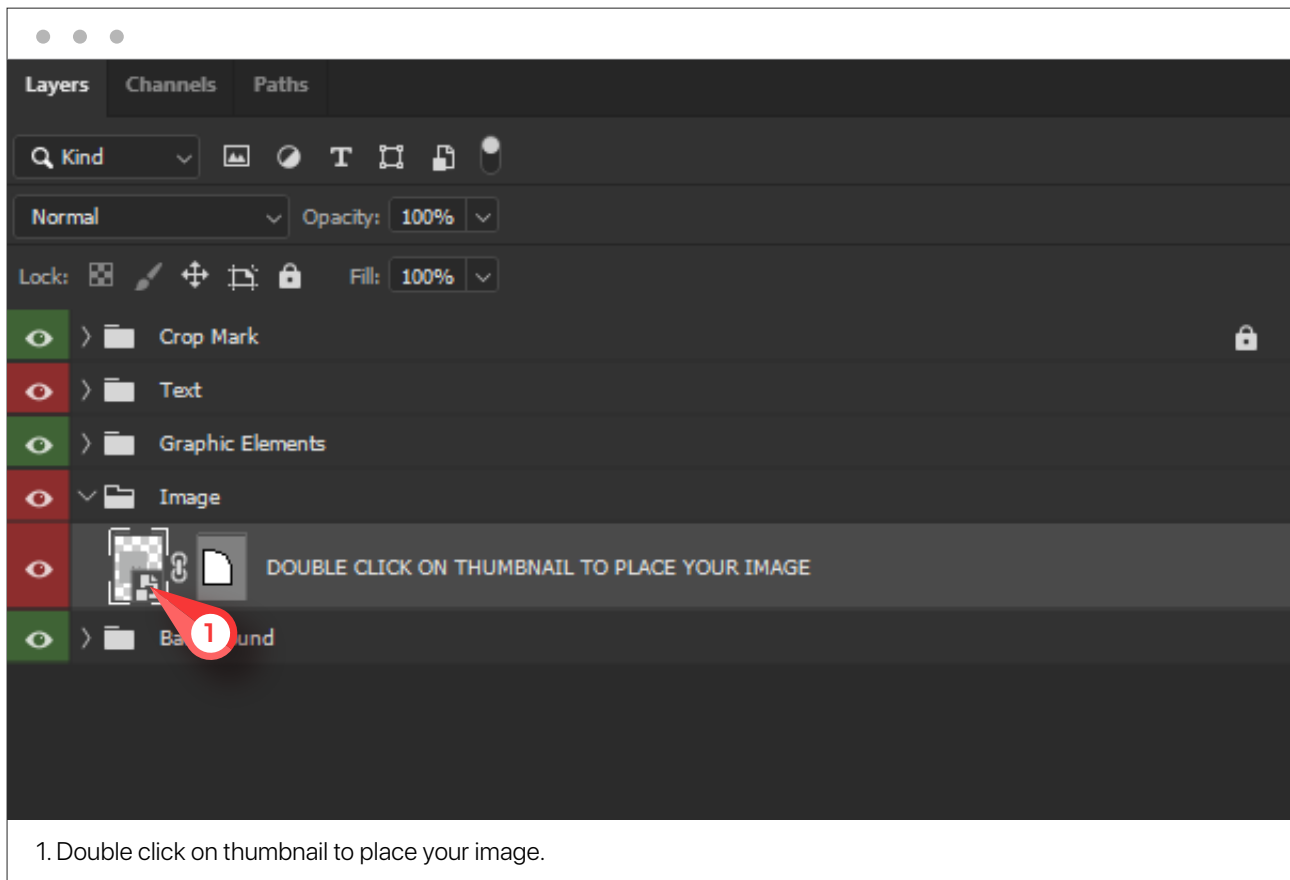 Layers Channels Paths
Kind
Normal Opacity: 100%
Lock: Fill: 100%
Crop Mark
Text
Graphic Elements
Image
DOUBLE CLICK ON THUMBNAIL TO PLACE YOUR IMAGE
1
1. Double click on thumbnail to place your image.